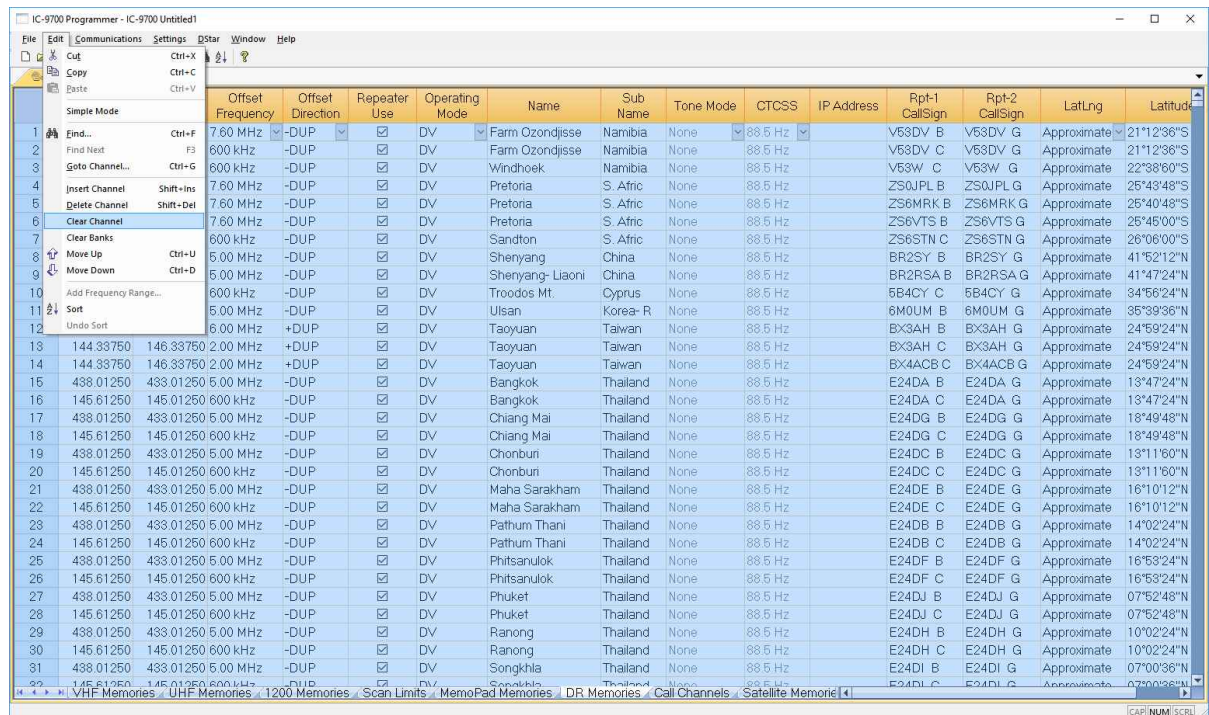 IC-9700 Programmer - IC-9700 Untitled1
File Edit Communications Settings DStar Window Help
Cut Ctrl+X
Copy Ctrl+C
Paste Ctrl+V
Simple Mode
Find... Ctrl+F
Find Next F3
Goto Channel... Ctrl+G
Insert Channel Shift+Ins
Delete Channel Shift+Del
Clear Channel
Clear Banks
Move Up Ctrl+U
Move Down Ctrl+D
Add Frequency Range...
Sort
Undo Sort
Offset Frequency Offset Direction Repeater Use Operating Mode Name Sub Name Tone Mode CTCSS IP Address Rpt-1 CallSign Rpt-2 CallSign LatLng Latitude
1 7.60 MHz -DUP DV Farm Ozondjisse Namibia None 88.5 Hz V53DV B V53DV G Approximate 21°12'36"S
2 600 kHz -DUP DV Farm Ozondjisse Namibia None 88.5 Hz V53DV C V53DV G Approximate 21°12'36"S
3 600 kHz -DUP DV Windhoek Namibia None 88.5 Hz V53W C V53W G Approximate 22°38'60"S
4 7.60 MHz -DUP DV Pretoria S. Afric None 88.5 Hz ZS0JPL B ZS0JPL G Approximate 25°43'48"S
5 7.60 MHz -DUP DV Pretoria S. Afric None 88.5 Hz ZS6MRK B ZS6MRK G Approximate 25°40'48"S
6 7.60 MHz -DUP DV Pretoria S. Afric None 88.5 Hz ZS6VTS B ZS6VTS G Approximate 25°45'00"S
7 600 kHz -DUP DV Sandton S. Afric None 88.5 Hz ZS6STN C ZS6STN G Approximate 26°06'00"S
8 5.00 MHz -DUP DV Shenyang China None 88.5 Hz BR2SY B BR2SY G Approximate 41°52'12"N
9 5.00 MHz -DUP DV Shenyang- Liaoni China None 88.5 Hz BR2RSA B BR2RSA G Approximate 41°47'24"N
10 600 kHz -DUP DV Troodos Mt. Cyprus None 88.5 Hz 5B4CY C 5B4CY G Approximate 34°56'24"N
11 5.00 MHz -DUP DV Ulsan Korea- R None 88.5 Hz 6M0UM B 6M0UM G Approximate 35°39'36"N
12 6.00 MHz +DUP DV Taoyuan Taiwan None 88.5 Hz BX3AH B BX3AH G Approximate 24°59'24"N
13 144.33750 146.33750 2.00 MHz +DUP DV Taoyuan Taiwan None 88.5 Hz BX3AH C BX3AH G Approximate 24°59'24"N
14 144.33750 146.33750 2.00 MHz +DUP DV Taoyuan Taiwan None 88.5 Hz BX4ACB C BX4ACB G Approximate 24°59'24"N
15 438.01250 433.01250 5.00 MHz -DUP DV Bangkok Thailand None 88.5 Hz E24DA B E24DA G Approximate 13°47'24"N
16 145.61250 145.01250 600 kHz -DUP DV Bangkok Thailand None 88.5 Hz E24DA C E24DA G Approximate 13°47'24"N
17 438.01250 433.01250 5.00 MHz -DUP DV Chiang Mai Thailand None 88.5 Hz E24DG B E24DG G Approximate 18°49'48"N
18 145.61250 145.01250 600 kHz -DUP DV Chiang Mai Thailand None 88.5 Hz E24DG C E24DG G Approximate 18°49'48"N
19 438.01250 433.01250 5.00 MHz -DUP DV Chonburi Thailand None 88.5 Hz E24DC B E24DC G Approximate 13°11'60"N
20 145.61250 145.01250 600 kHz -DUP DV Chonburi Thailand None 88.5 Hz E24DC C E24DC G Approximate 13°11'60"N
21 438.01250 433.01250 5.00 MHz -DUP DV Maha Sarakham Thailand None 88.5 Hz E24DE B E24DE G Approximate 16°10'12"N
22 145.61250 145.01250 600 kHz -DUP DV Maha Sarakham Thailand None 88.5 Hz E24DE C E24DE G Approximate 16°10'12"N
23 438.01250 433.01250 5.00 MHz -DUP DV Pathum Thani Thailand None 88.5 Hz E24DB B E24DB G Approximate 14°02'24"N
24 145.61250 145.01250 600 kHz -DUP DV Pathum Thani Thailand None 88.5 Hz E24DB C E24DB G Approximate 14°02'24"N
25 438.01250 433.01250 5.00 MHz -DUP DV Phitsanulok Thailand None 88.5 Hz E24DF B E24DF G Approximate 16°53'24"N
26 145.61250 145.01250 600 kHz -DUP DV Phitsanulok Thailand None 88.5 Hz E24DF C E24DF G Approximate 16°53'24"N
27 438.01250 433.01250 5.00 MHz -DUP DV Phuket Thailand None 88.5 Hz E24DJ B E24DJ G Approximate 07°52'48"N
28 145.61250 145.01250 600 kHz -DUP DV Phuket Thailand None 88.5 Hz E24DJ C E24DJ G Approximate 07°52'48"N
29 438.01250 433.01250 5.00 MHz -DUP DV Ranong Thailand None 88.5 Hz E24DH B E24DH G Approximate 10°02'24"N
30 145.61250 145.01250 600 kHz -DUP DV Ranong Thailand None 88.5 Hz E24DH C E24DH G Approximate 10°02'24"N
31 438.01250 433.01250 5.00 MHz -DUP DV Songkhla Thailand None 88.5 Hz E24DI B E24DI G Approximate 07°00'36"N
VHF Memories UHF Memories 1200 Memories Scan Limits MemoPad Memories DR Memories Call Channels Satellite Memorie
CAP NUM SCRL